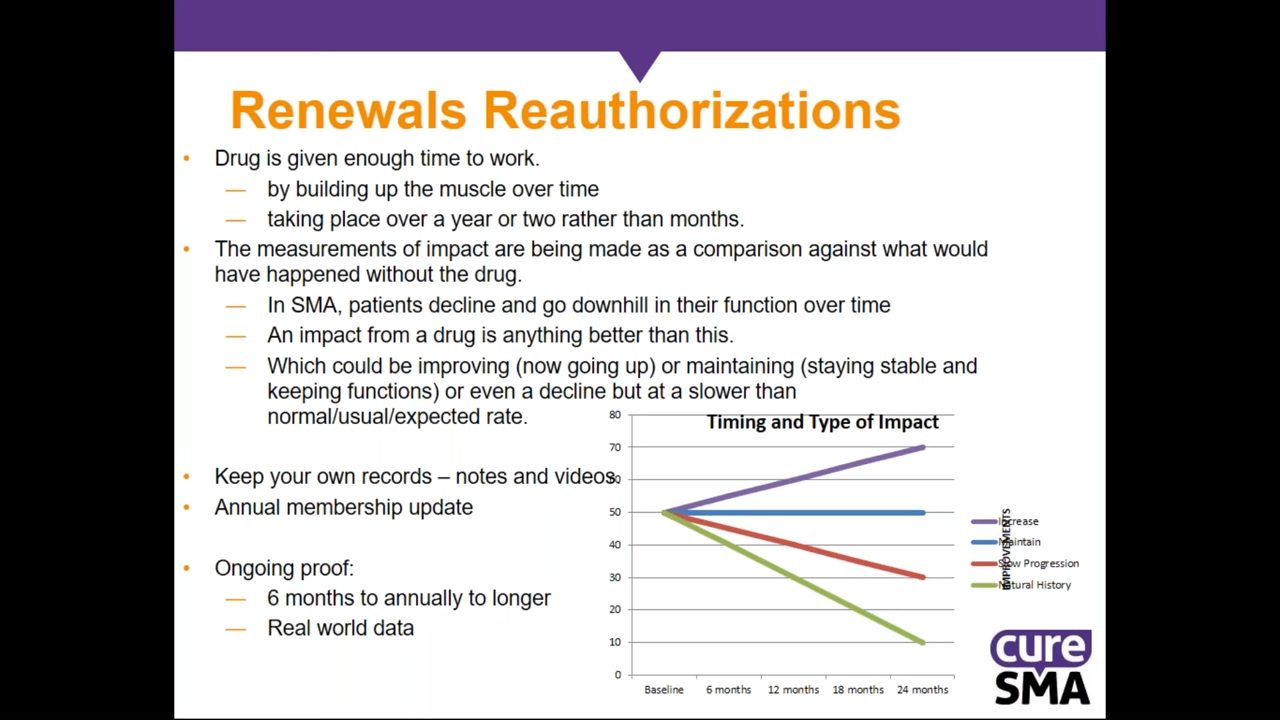 Renewals Reauthorizations
• Drug is given enough time to work.
— by building up the muscle over time
— taking place over a year or two rather than months.
• The measurements of impact are being made as a comparison against what would
have happened without the drug.
— In SMA, patients decline and go downhill in their function over time
— An impact from a drug is anything better than this.
— Which could be improving (now going up) or maintaining (staying stable and
keeping functions) or even a decline but at a slower than
normal/usual/expected rate.
• Keep your own records – notes and videos
• Annual membership update
• Ongoing proof:
— 6 months to annually to longer
— Real world data
Timing and Type of Impact
80
70
60
50
40
30
20
10
0
Baseline
6 months
12 months
18 months
24 months
IMPROVEMENTS
Increase
Maintain
Slow Progression
Natural History
cure
SMA